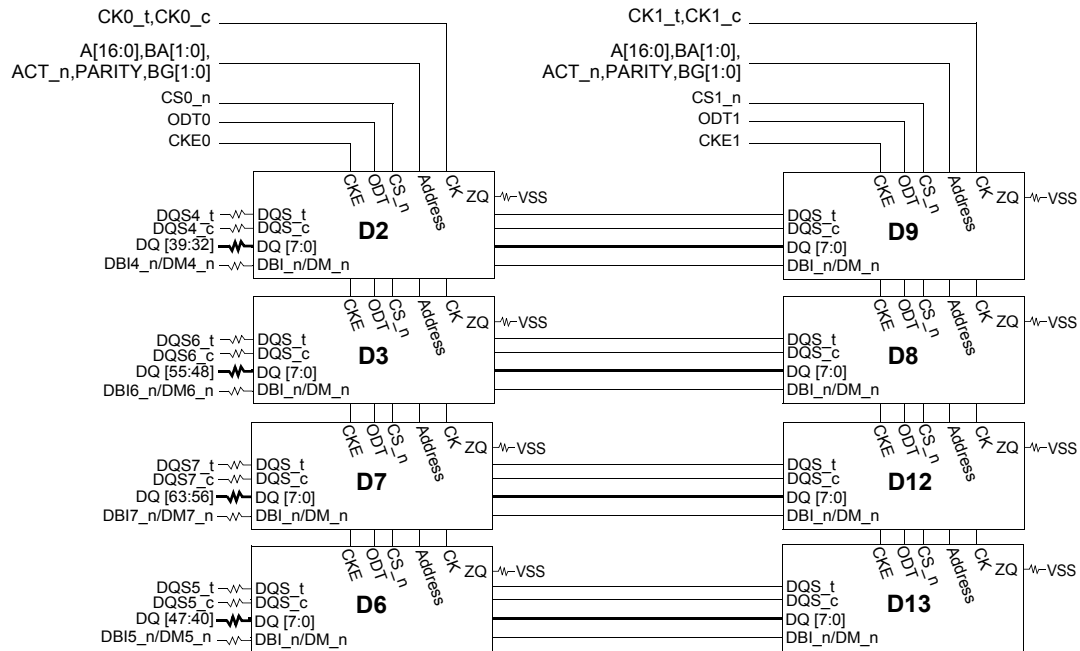 CK0_t,CK0_c
A[16:0],BA[1:0],
ACT_n,PARITY,BG[1:0]
CS0_n
ODT0
CKE0
CK1_t,CK1_c
A[16:0],BA[1:0],
ACT_n,PARITY,BG[1:0]
CS1_n
ODT1
CKE1
CKE ODT CS_n Address CK ZQ VSS
DQS4_t DQS_t
DQS4_c DQS_c
DQ [39:32] DQ [7:0]
DBI4_n/DM4_n DBI_n/DM_n
D2
CKE ODT CS_n Address CK ZQ VSS
DQS_t
DQS_c
DQ [7:0]
DBI_n/DM_n
D9
CKE ODT CS_n Address CK ZQ VSS
DQS6_t DQS_t
DQS6_c DQS_c
DQ [55:48] DQ [7:0]
DBI6_n/DM6_n DBI_n/DM_n
D3
CKE ODT CS_n Address CK ZQ VSS
DQS_t
DQS_c
DQ [7:0]
DBI_n/DM_n
D8
CKE ODT CS_n Address CK ZQ VSS
DQS7_t DQS_t
DQS7_c DQS_c
DQ [63:56] DQ [7:0]
DBI7_n/DM7_n DBI_n/DM_n
D7
CKE ODT CS_n Address CK ZQ VSS
DQS_t
DQS_c
DQ [7:0]
DBI_n/DM_n
D12
CKE ODT CS_n Address CK ZQ VSS
DQS5_t DQS_t
DQS5_c DQS_c
DQ [47:40] DQ [7:0]
DBI5_n/DM5_n DBI_n/DM_n
D6
CKE ODT CS_n Address CK ZQ VSS
DQS_t
DQS_c
DQ [7:0]
DBI_n/DM_n
D13